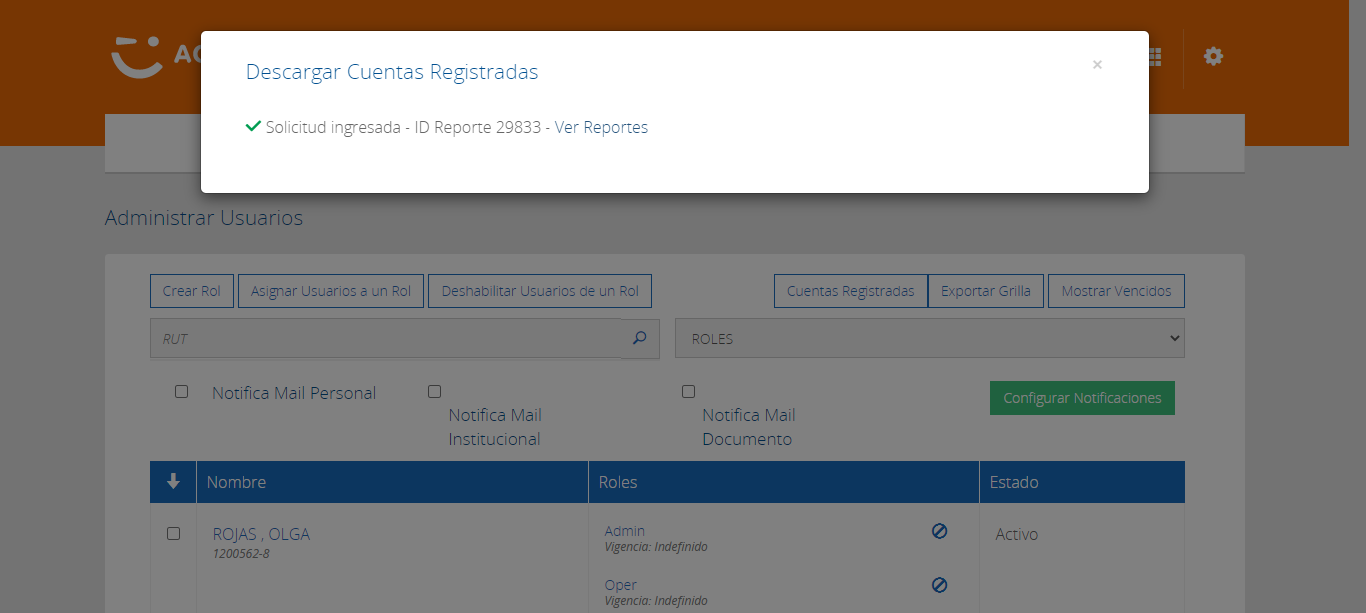 Descargar Cuentas Registradas
×
Solicitud ingresada - ID Reporte 29833 - Ver Reportes
Administrar Usuarios
Crear Rol
Asignar Usuarios a un Rol
Deshabilitar Usuarios de un Rol
Cuentas Registradas
Exportar Grilla
Mostrar Vencidos
RUT
ROLES
Notifica Mail Personal
Notifica Mail
Institucional
Notifica Mail
Documento
Configurar Notificaciones
Nombre
Roles
Estado
ROJAS , OLGA
1200562-8
Admin
Vigencia: Indefinido
Activo
Oper
Vigencia: Indefinido